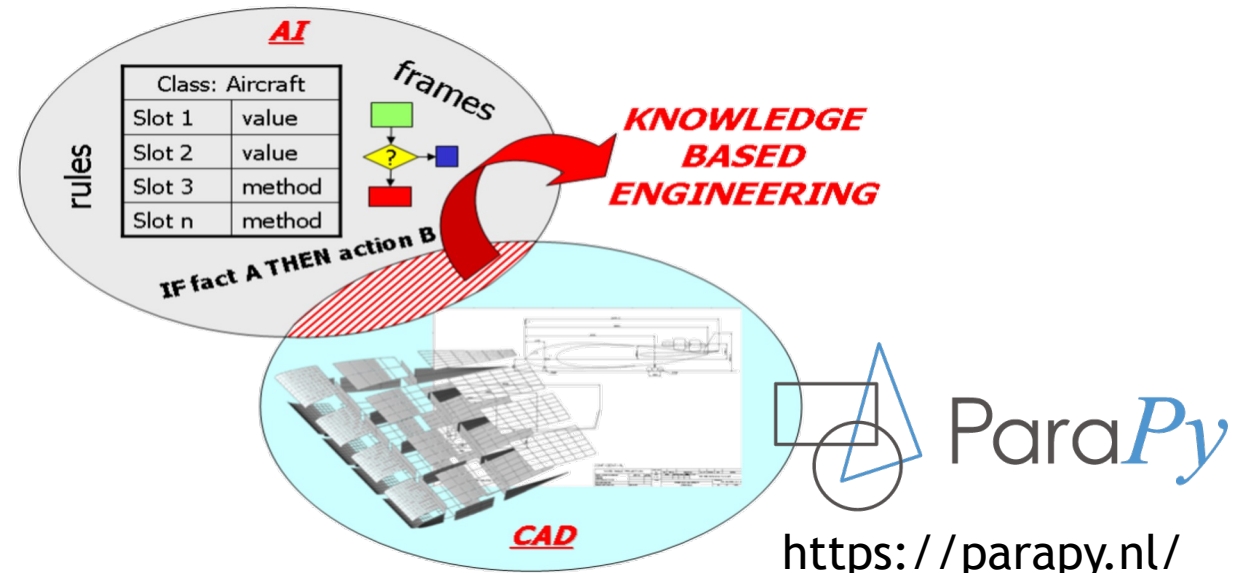 AI
frames
rules
Class: Aircraft
Slot 1 value
Slot 2 value
Slot 3 method
Slot n method
?
IF fact A THEN action B
KNOWLEDGE
BASED
ENGINEERING
CAD
ParaPy
https://parapy.nl/